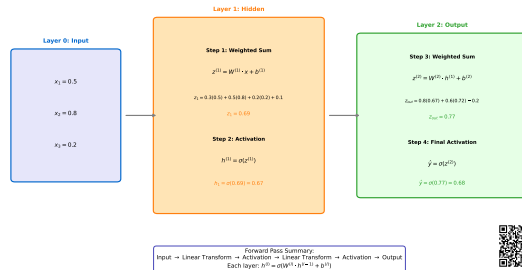 Layer 0: Input
x₁ = 0.5
x₂ = 0.8
x₃ = 0.2
Layer 1: Hidden
Step 1: Weighted Sum
z⁽¹⁾ = W⁽¹⁾ · x + b⁽¹⁾
z₁ = 0.3(0.5) + 0.5(0.8) + 0.2(0.2) + 0.1
z₁ = 0.69
Step 2: Activation
h⁽¹⁾ = σ(z⁽¹⁾)
h₁ = σ(0.69) = 0.67
Layer 2: Output
Step 3: Weighted Sum
z⁽²⁾ = W⁽²⁾ · h⁽¹⁾ + b⁽²⁾
zₒᵤₜ = 0.8(0.67) + 0.6(0.72) − 0.2
zₒᵤₜ = 0.77
Step 4: Final Activation
ŷ = σ(z⁽²⁾)
ŷ = σ(0.77) = 0.68
Forward Pass Summary:
Input → Linear Transform → Activation → Linear Transform → Activation → Output
Each layer: h⁽ˡ⁾ = σ(W⁽ˡ⁾ · h⁽ˡ⁻¹⁾ + b⁽ˡ⁾)